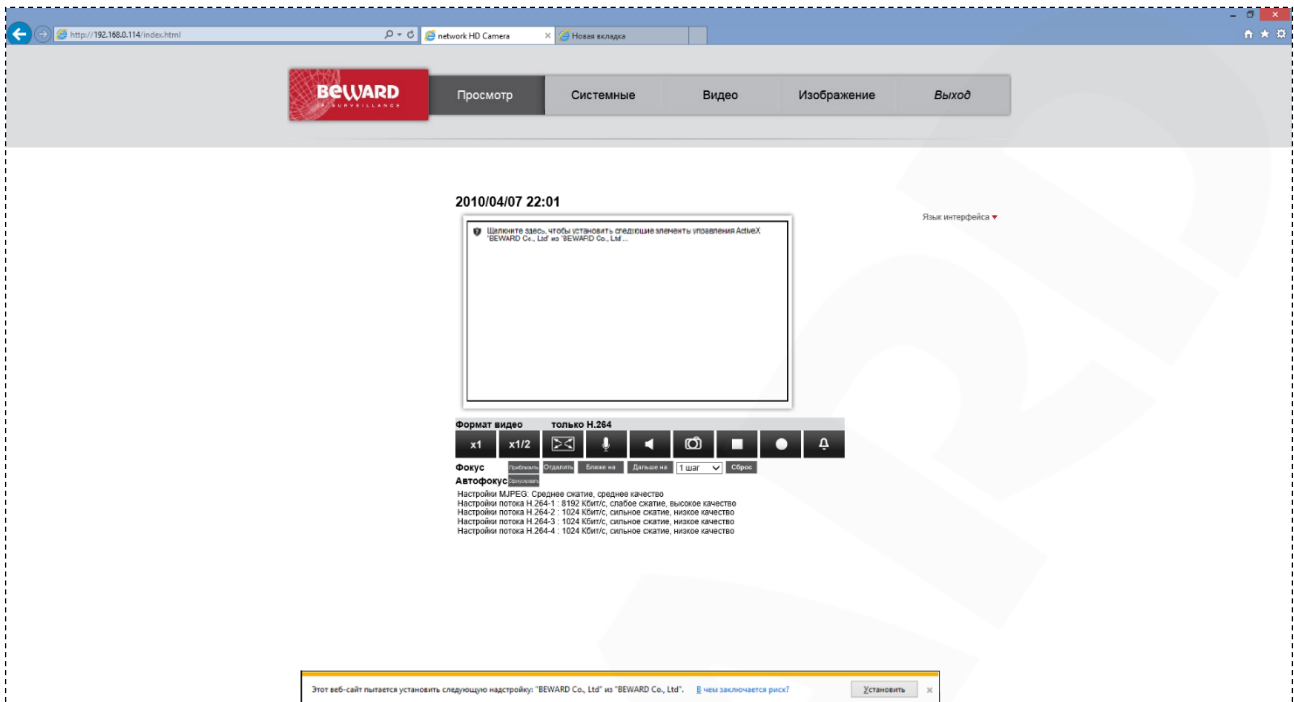 http://192.168.0.114/index.html
network HD Camera
Новая вкладка
BEWARD
IP SURVEILLANCE
Просмотр Системные Видео Изображение Выход
2010/04/07 22:01
Язык интерфейса
Щелкните здесь, чтобы установить следующие элементы управления ActiveX
'BEWARD Co., Ltd' из 'BEWARD Co., Ltd ...
Формат видео только H.264
x1 x1/2
Фокус Приблизить Отдалить Ближе на Дальше на 1 шаг Сброс
Автофокус
Настройки MJPEG: Среднее сжатие, среднее качество
Настройки потока H.264-1 : 8192 Кбит/с, слабое сжатие, высокое качество
Настройки потока H.264-2 : 1024 Кбит/с, сильное сжатие, низкое качество
Настройки потока H.264-3 : 1024 Кбит/с, сильное сжатие, низкое качество
Настройки потока H.264-4 : 1024 Кбит/с, сильное сжатие, низкое качество
Этот веб-сайт пытается установить следующую надстройку: "BEWARD Co., Ltd" из "BEWARD Co., Ltd". В чем заключается риск? Установить